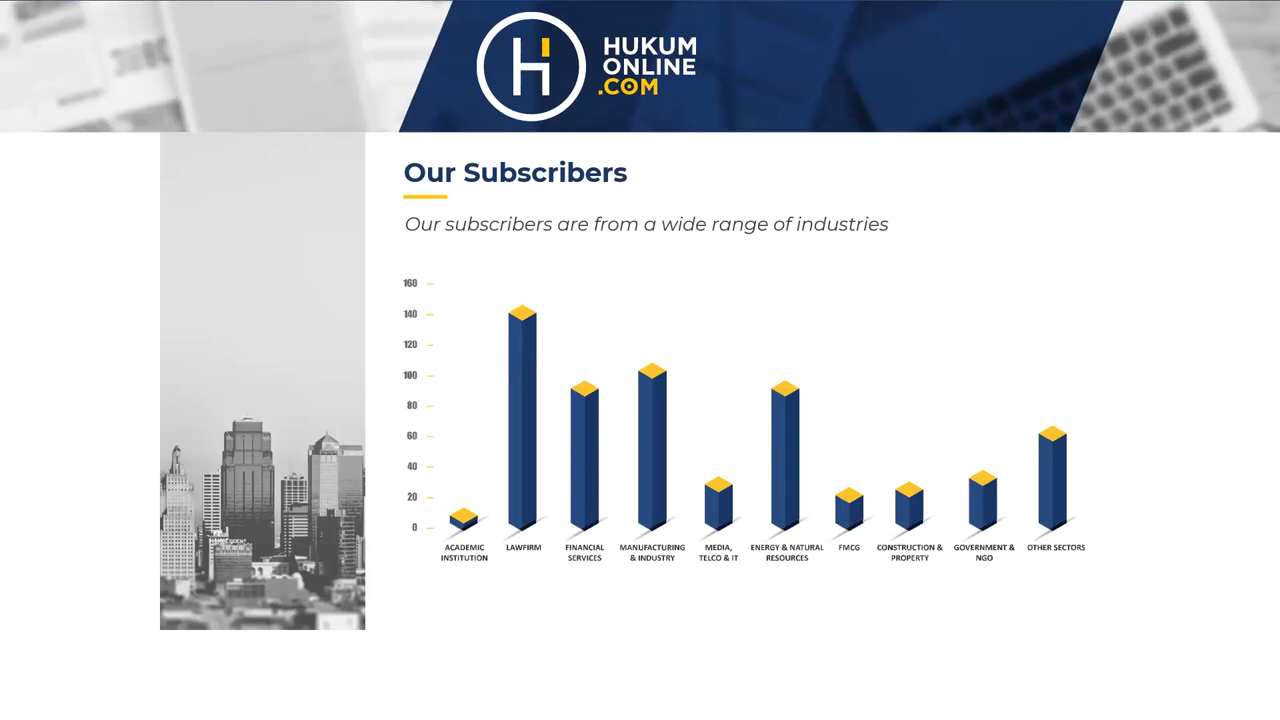 HUKUM
ONLINE
.COM
Our Subscribers
Our subscribers are from a wide range of industries
160
140
120
100
80
60
40
20
0
ACADEMIC
INSTITUTION
LAWFIRM
FINANCIAL
SERVICES
MANUFACTURING
& INDUSTRY
MEDIA,
TELCO & IT
ENERGY & NATURAL
RESOURCES
FMCG
CONSTRUCTION &
PROPERTY
GOVERNMENT &
NGO
OTHER SECTORS
PRESIDENT